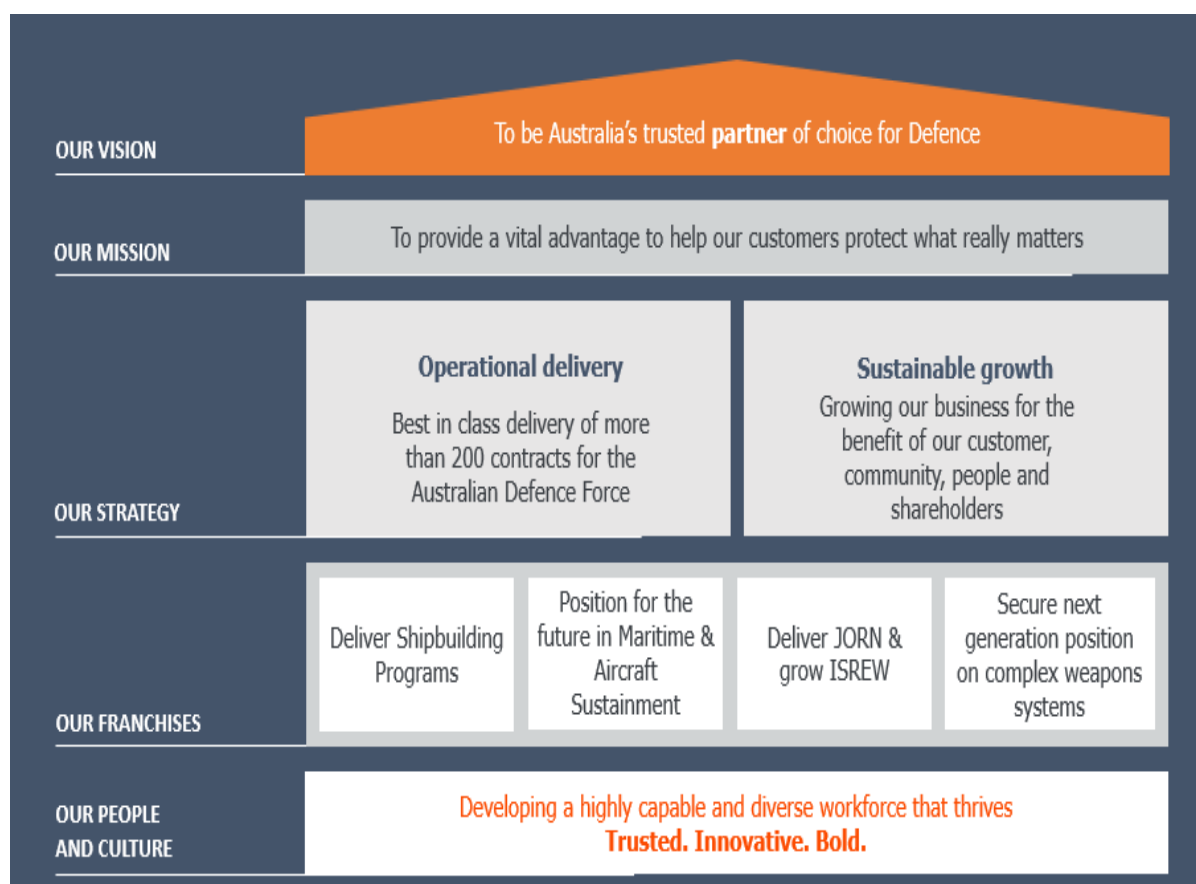 OUR VISION
To be Australia's trusted partner of choice for Defence
OUR MISSION
To provide a vital advantage to help our customers protect what really matters
OUR STRATEGY
Operational delivery
Best in class delivery of more
than 200 contracts for the
Australian Defence Force
Sustainable growth
Growing our business for the
benefit of our customer,
community, people and
shareholders
OUR FRANCHISES
Deliver Shipbuilding
Programs
Position for the
future in Maritime &
Aircraft
Sustainment
Deliver JORN &
grow ISREW
Secure next
generation position
on complex weapons
systems
OUR PEOPLE
AND CULTURE
Developing a highly capable and diverse workforce that thrives
Trusted. Innovative. Bold.